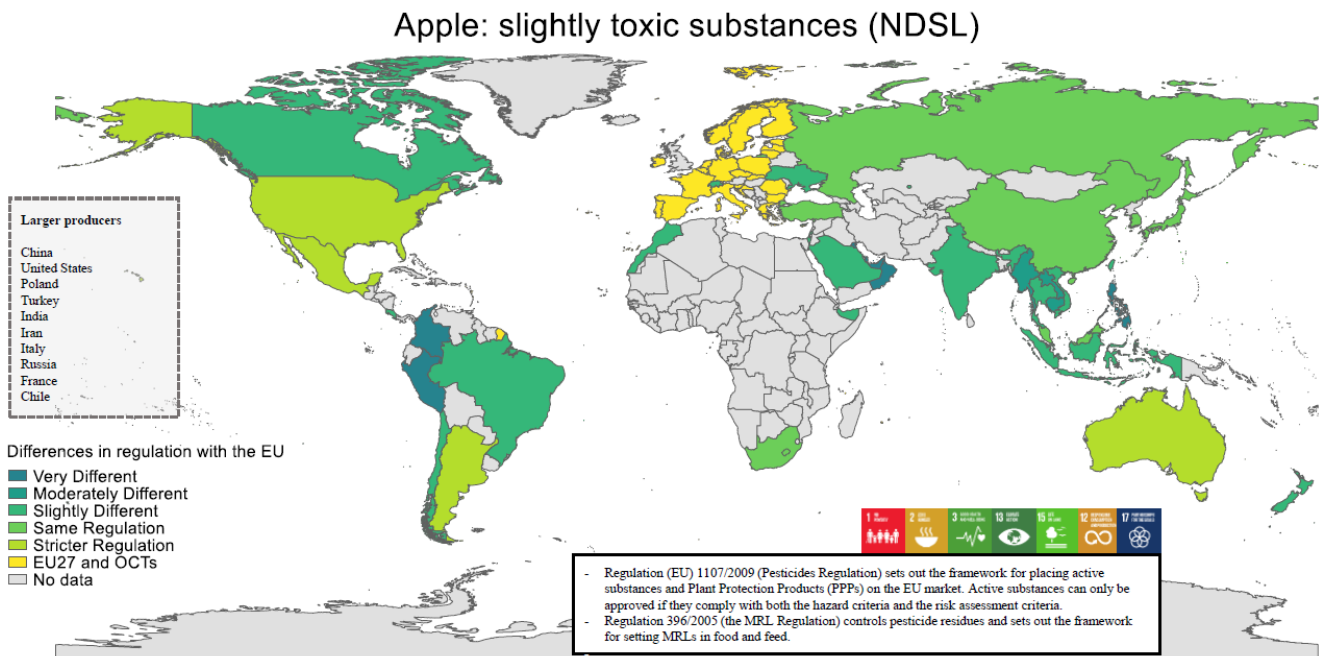 Apple: slightly toxic substances (NDSL)
Larger producers
China
United States
Poland
Turkey
India
Iran
Italy
Russia
France
Chile
Differences in regulation with the EU
Very Different
Moderately Different
Slightly Different
Same Regulation
Stricter Regulation
EU27 and OCTs
No data
1
2
3
13
15
12
17
- Regulation (EU) 1107/2009 (Pesticides Regulation) sets out the framework for placing active
substances and Plant Protection Products (PPPs) on the EU market. Active substances can only be
approved if they comply with both the hazard criteria and the risk assessment criteria.
- Regulation 396/2005 (the MRL Regulation) controls pesticide residues and sets out the framework
for setting MRLs in food and feed.